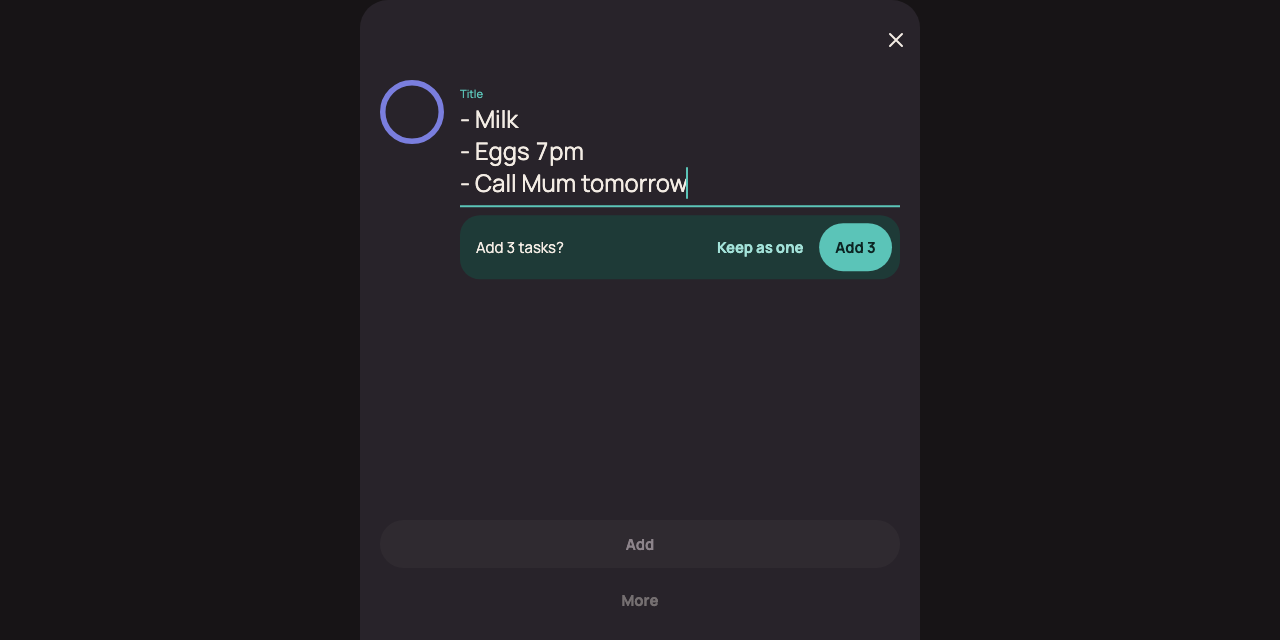 Title
- Milk
- Eggs 7pm
- Call Mum tomorrow
Add 3 tasks? Keep as one Add 3
Add
More